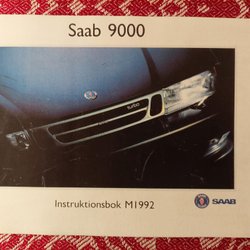 Saab 9000
turbo
Instruktionsbok M1992
SAAB